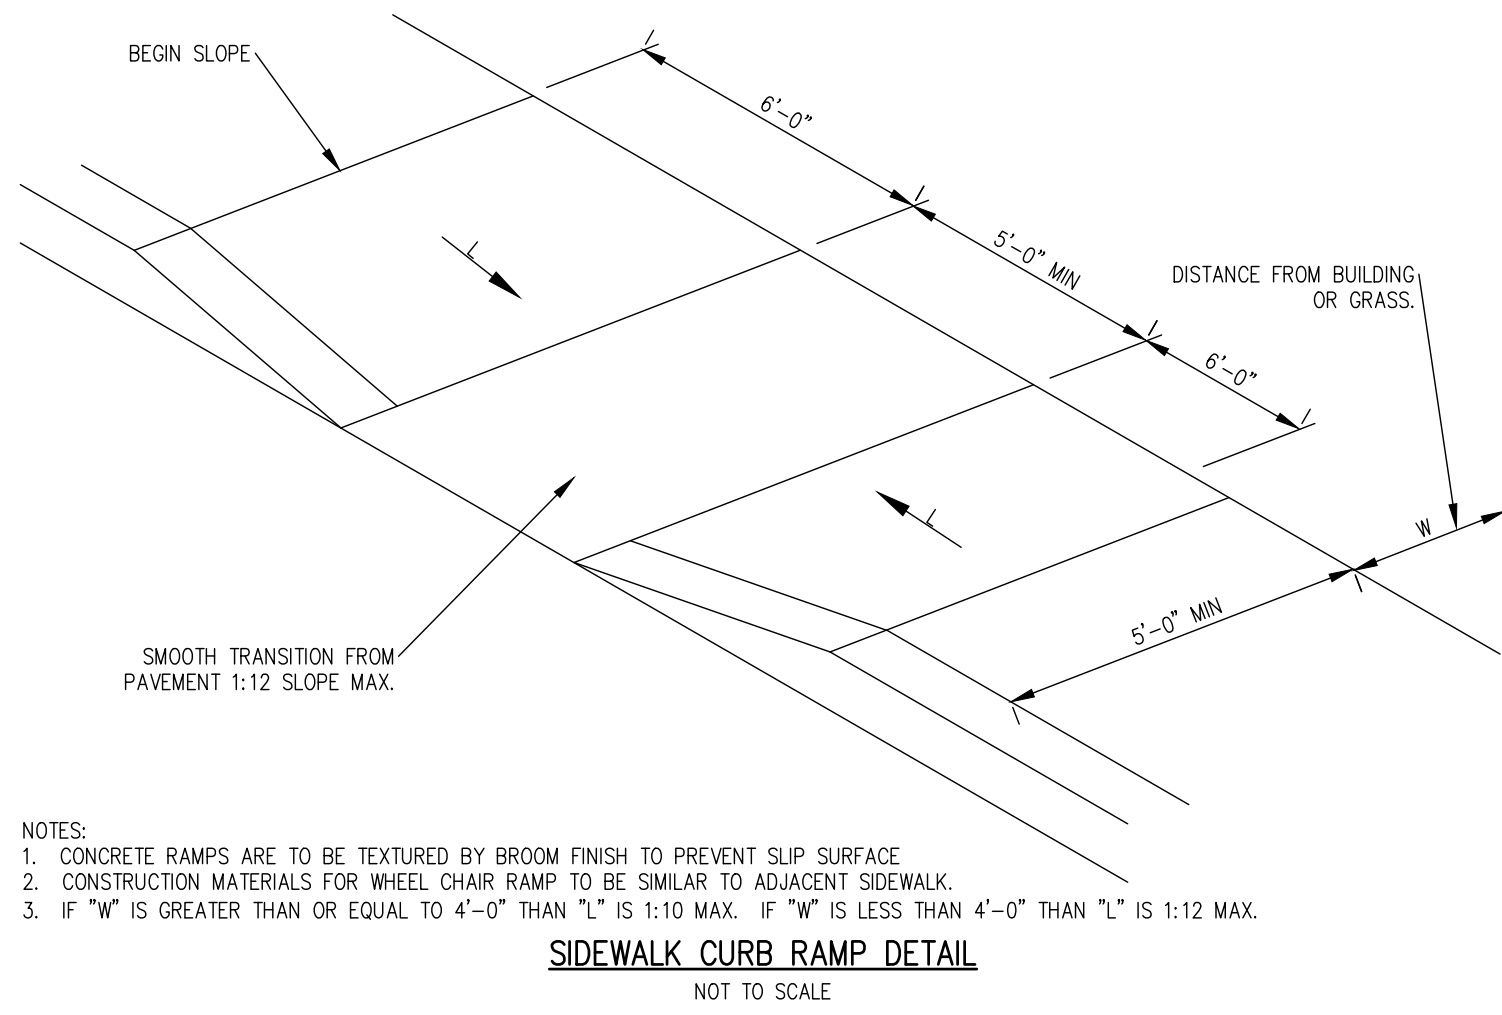 BEGIN SLOPE
6'-0"
L
5'-0" MIN
DISTANCE FROM BUILDING
OR GRASS.
6'-0"
L
W
5'-0" MIN
SMOOTH TRANSITION FROM
PAVEMENT 1:12 SLOPE MAX.
NOTES:
1. CONCRETE RAMPS ARE TO BE TEXTURED BY BROOM FINISH TO PREVENT SLIP SURFACE
2. CONSTRUCTION MATERIALS FOR WHEEL CHAIR RAMP TO BE SIMILAR TO ADJACENT SIDEWALK.
3. IF "W" IS GREATER THAN OR EQUAL TO 4'-0" THAN "L" IS 1:10 MAX. IF "W" IS LESS THAN 4'-0" THAN "L" IS 1:12 MAX.
SIDEWALK CURB RAMP DETAIL
NOT TO SCALE